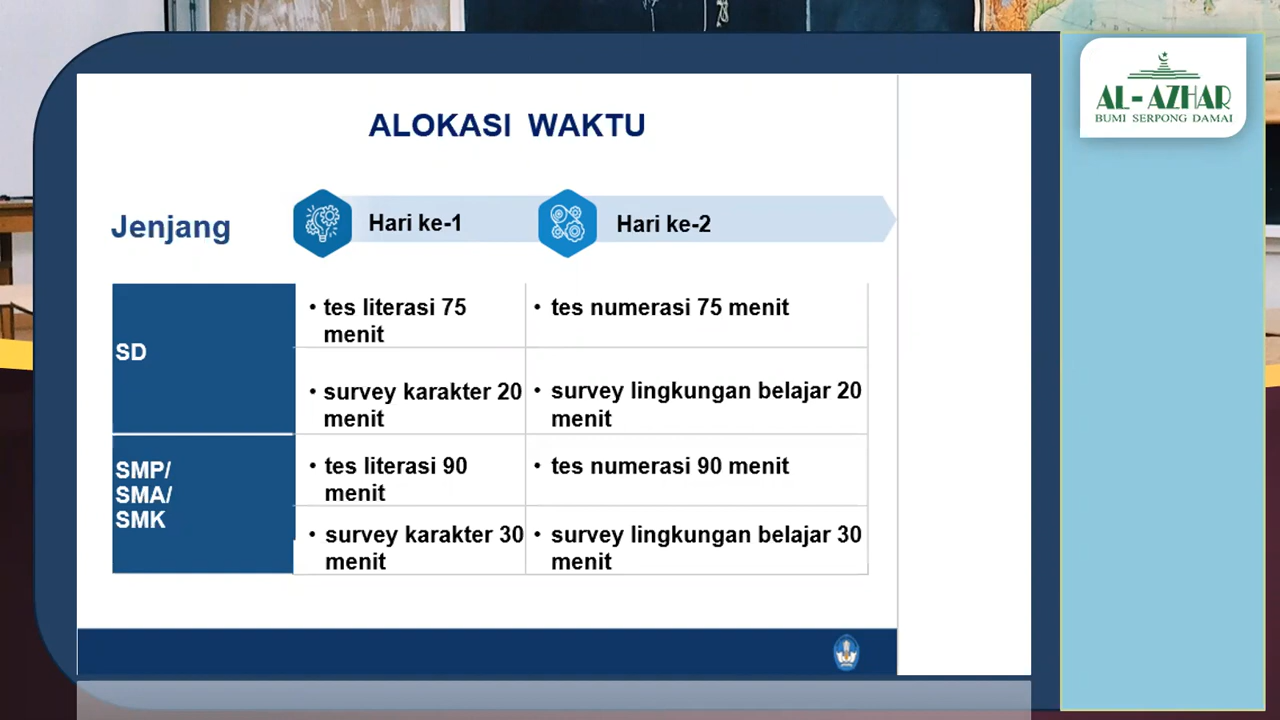 ALOKASI WAKTU
AL-AZHAR
BUMI SERPONG DAMAI
Jenjang
Hari ke-1
Hari ke-2
SD
• tes literasi 75
menit
• tes numerasi 75 menit
• survey karakter 20
menit
• survey lingkungan belajar 20
menit
SMP/
SMA/
SMK
• tes literasi 90
menit
• tes numerasi 90 menit
• survey karakter 30
menit
• survey lingkungan belajar 30
menit